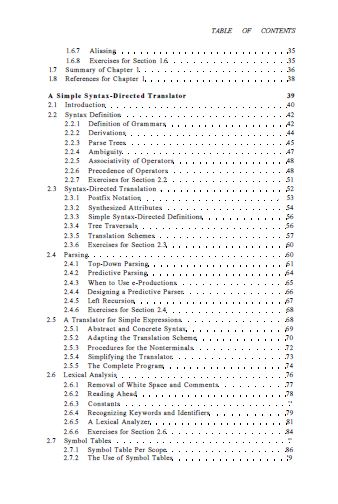 TABLE OF CONTENTS
1.6.7 Aliasing . . . . . . . . . . . . . . . . . . . . . 35
1.6.8 Exercises for Section 1.6 . . . . . . . . . . . . . . 35
1.7 Summary of Chapter 1 . . . . . . . . . . . . . . . . . 36
1.8 References for Chapter 1 . . . . . . . . . . . . . . . . 38
A Simple Syntax-Directed Translator 39
2.1 Introduction . . . . . . . . . . . . . . . . . . . . . 40
2.2 Syntax Definition . . . . . . . . . . . . . . . . . . . 42
2.2.1 Definition of Grammars . . . . . . . . . . . . . . . 42
2.2.2 Derivations . . . . . . . . . . . . . . . . . . . . 44
2.2.3 Parse Trees . . . . . . . . . . . . . . . . . . . . 45
2.2.4 Ambiguity . . . . . . . . . . . . . . . . . . . . . 47
2.2.5 Associativity of Operators . . . . . . . . . . . . . . 48
2.2.6 Precedence of Operators . . . . . . . . . . . . . . . 48
2.2.7 Exercises for Section 2.2 . . . . . . . . . . . . . . 51
2.3 Syntax-Directed Translation . . . . . . . . . . . . . . . 52
2.3.1 Postfix Notation . . . . . . . . . . . . . . . . . . 53
2.3.2 Synthesized Attributes . . . . . . . . . . . . . . . 54
2.3.3 Simple Syntax-Directed Definitions . . . . . . . . . . 56
2.3.4 Tree Traversals . . . . . . . . . . . . . . . . . . 56
2.3.5 Translation Schemes . . . . . . . . . . . . . . . . . 57
2.3.6 Exercises for Section 2.3 . . . . . . . . . . . . . . 60
2.4 Parsing . . . . . . . . . . . . . . . . . . . . . . . 60
2.4.1 Top-Down Parsing . . . . . . . . . . . . . . . . . . 61
2.4.2 Predictive Parsing . . . . . . . . . . . . . . . . . 64
2.4.3 When to Use e-Productions . . . . . . . . . . . . . . 65
2.4.4 Designing a Predictive Parser . . . . . . . . . . . . 66
2.4.5 Left Recursion . . . . . . . . . . . . . . . . . . . 67
2.4.6 Exercises for Section 2.4 . . . . . . . . . . . . . . 68
2.5 A Translator for Simple Expressions . . . . . . . . . . . 68
2.5.1 Abstract and Concrete Syntax . . . . . . . . . . . . . 69
2.5.2 Adapting the Translation Scheme . . . . . . . . . . . 70
2.5.3 Procedures for the Nonterminals . . . . . . . . . . . 72
2.5.4 Simplifying the Translator . . . . . . . . . . . . . . 73
2.5.5 The Complete Program . . . . . . . . . . . . . . . . 74
2.6 Lexical Analysis . . . . . . . . . . . . . . . . . . . 76
2.6.1 Removal of White Space and Comments . . . . . . . . . 77
2.6.2 Reading Ahead . . . . . . . . . . . . . . . . . . . 78
2.6.3 Constants . . . . . . . . . . . . . . . . . . . . .
2.6.4 Recognizing Keywords and Identifiers . . . . . . . . . 79
2.6.5 A Lexical Analyzer . . . . . . . . . . . . . . . . . 81
2.6.6 Exercises for Section 2.6 . . . . . . . . . . . . . . 84
2.7 Symbol Tables . . . . . . . . . . . . . . . . . . . . .
2.7.1 Symbol Table Per Scope . . . . . . . . . . . . . . . 86
2.7.2 The Use of Symbol Tables . . . . . . . . . . . . . .